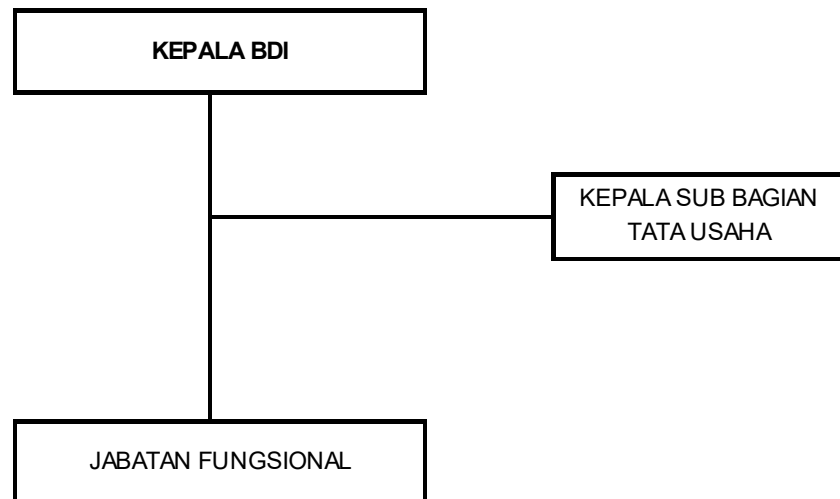 KEPALA BDI
KEPALA SUB BAGIAN
TATA USAHA
JABATAN FUNGSIONAL